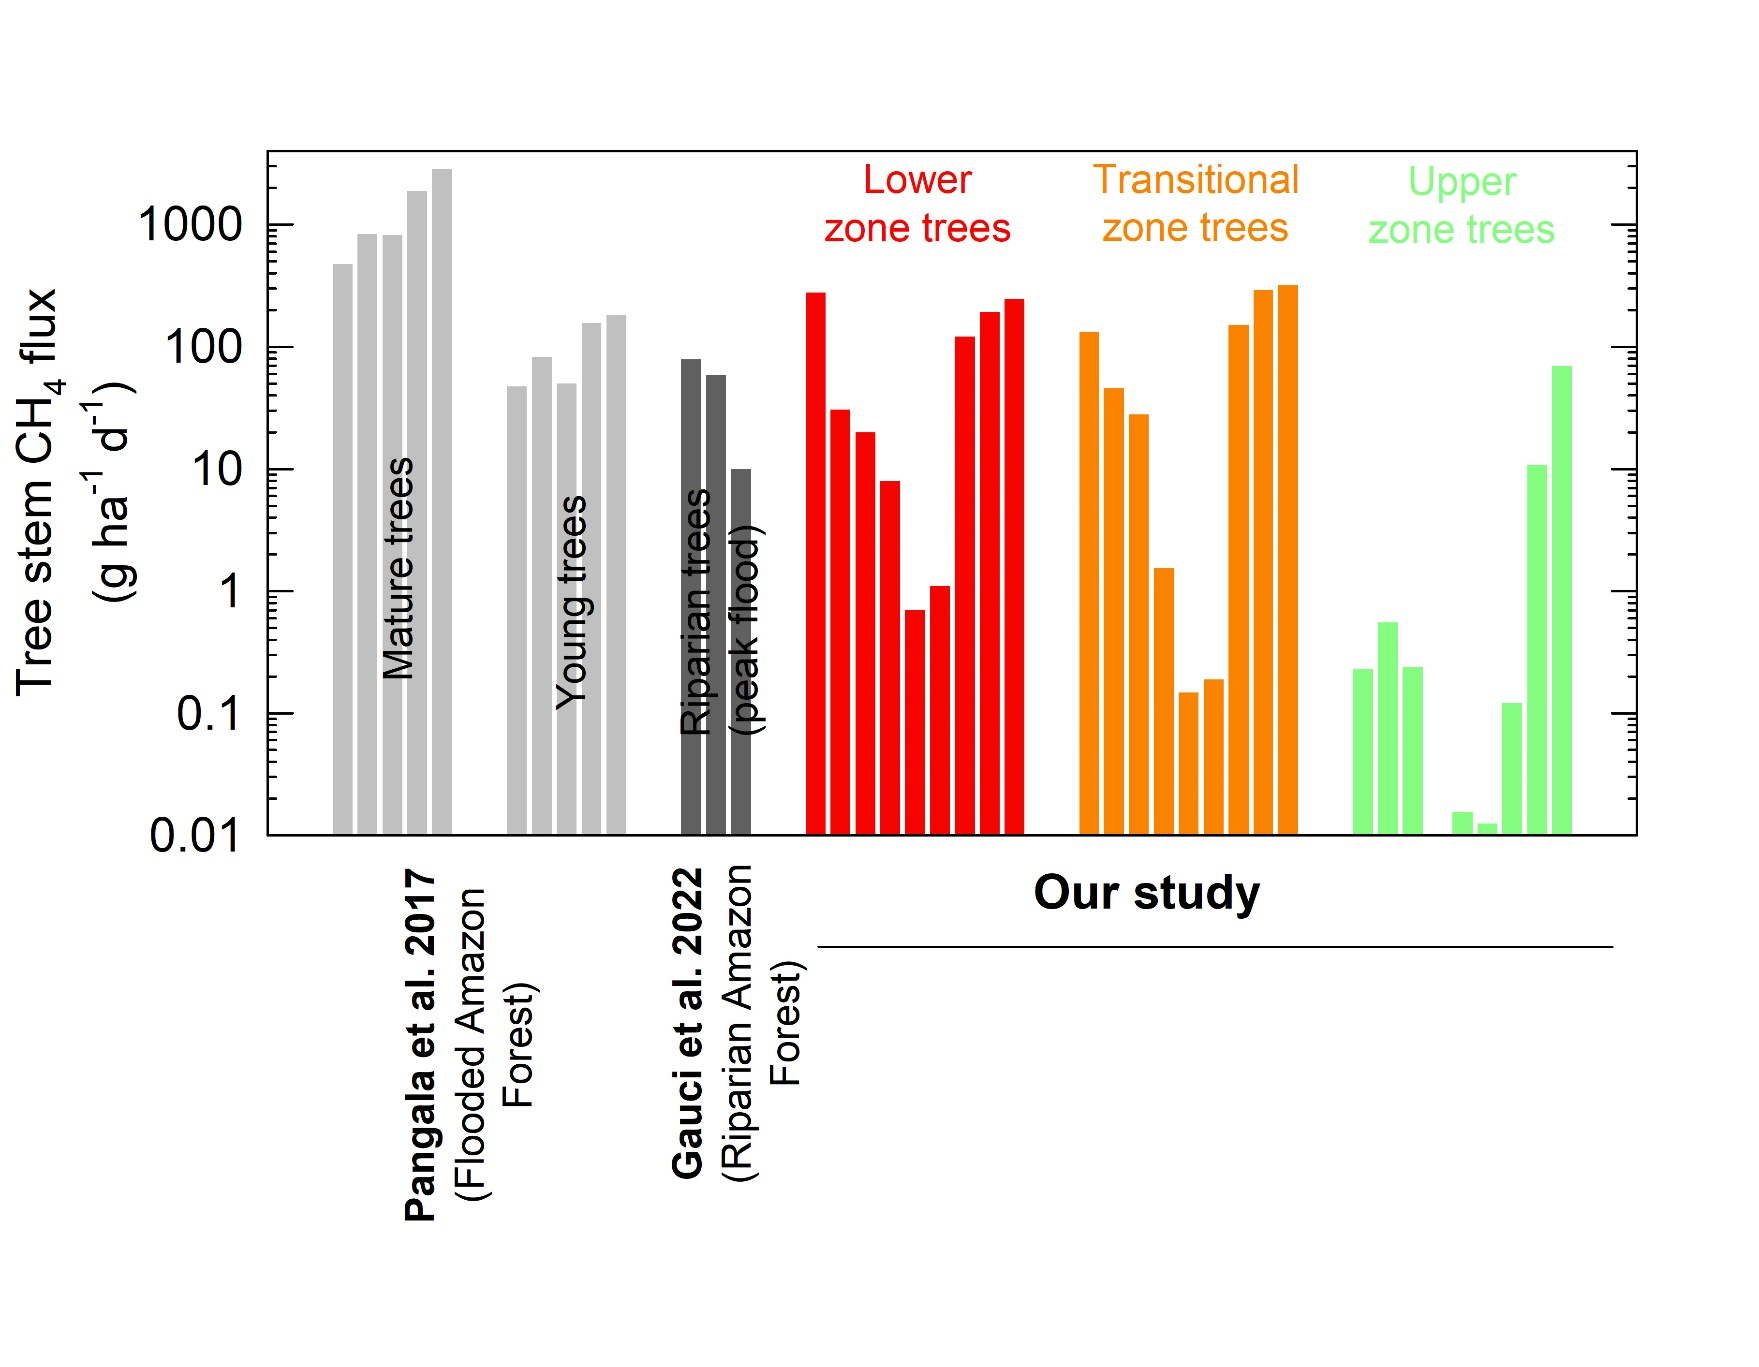 Tree stem CH₄ flux
(g ha⁻¹ d⁻¹)
1000
100
10
1
0.1
0.01
Mature trees
Young trees
Riparian trees
(peak flood)
Lower
zone trees
Transitional
zone trees
Upper
zone trees
Pangala et al. 2017
(Flooded Amazon
Forest)
Gauci et al. 2022
(Riparian Amazon
Forest)
Our study